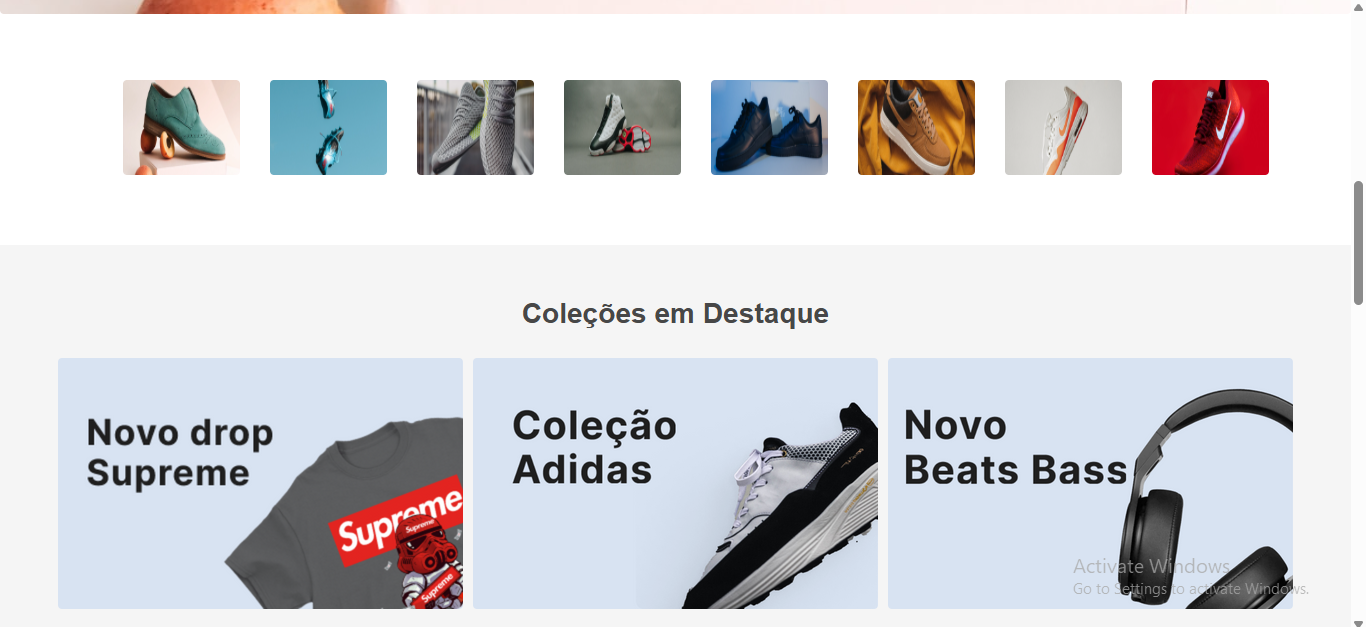 Coleções em Destaque
Novo drop
Supreme
Supreme
Supreme
Supreme
Coleção
Adidas
Novo
Beats Bass
Activate Windows
Go to Settings to activate Windows.